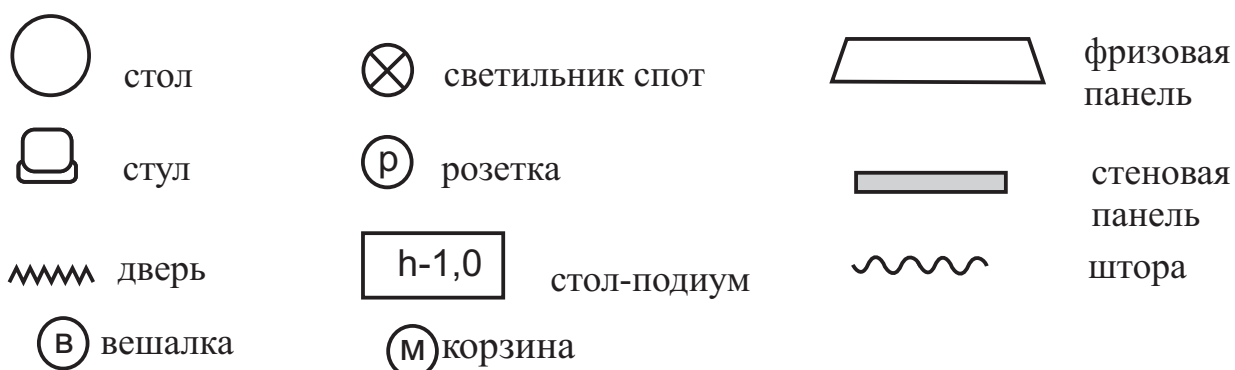 стол
светильник спот
фризовая
панель
стул
р
розетка
стеновая
панель
дверь
h-1,0
стол-подиум
штора
в
вешалка
м
корзина